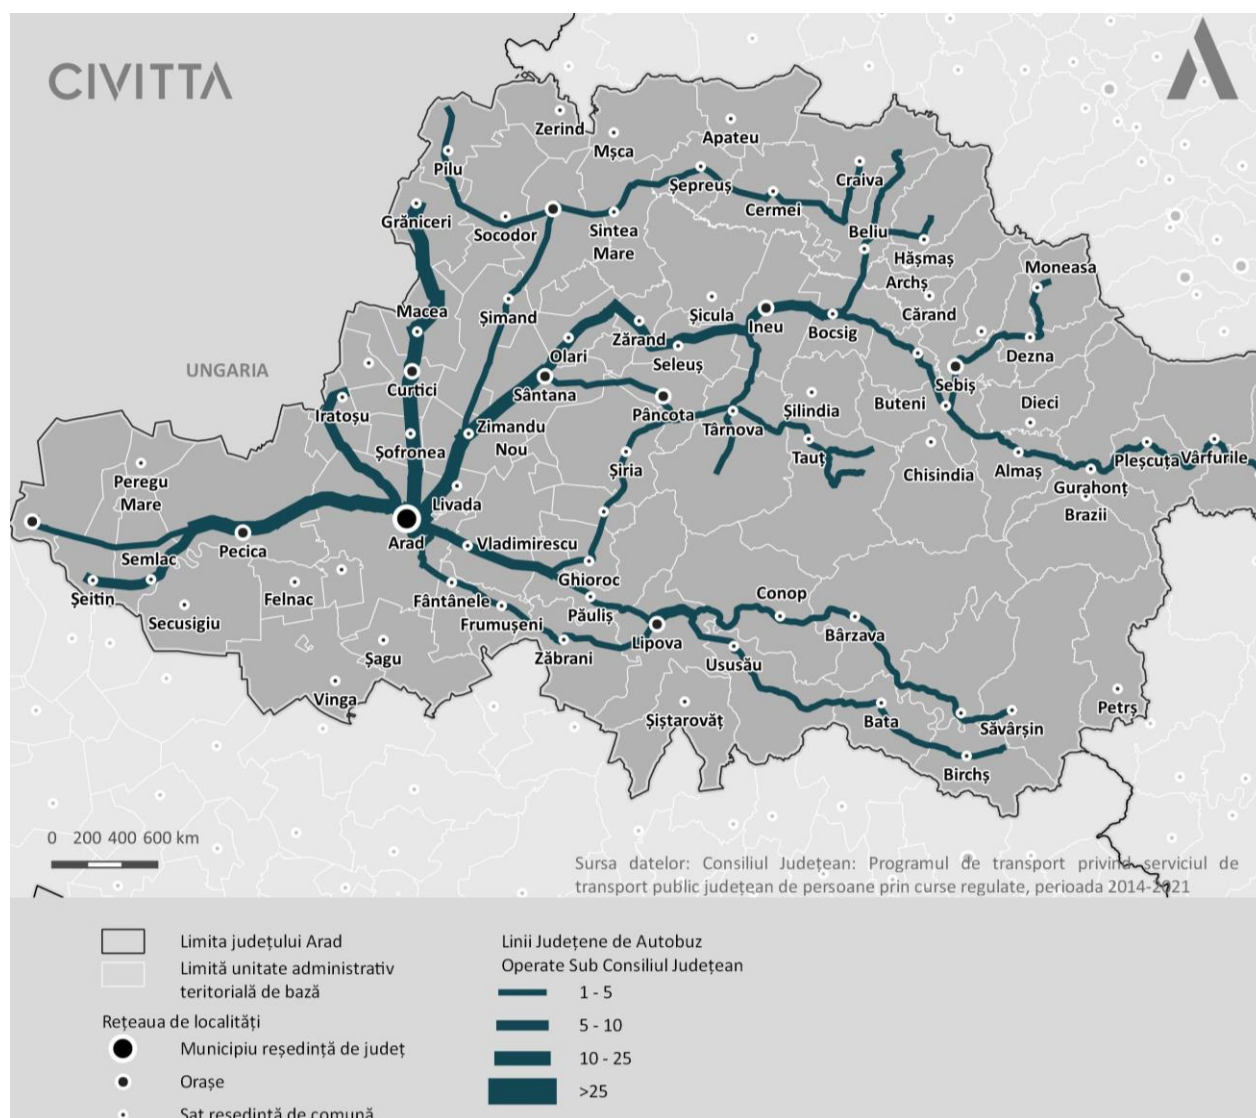 CIVITTA
Zerind
Mșca
Apateu
Pilu
Craiva
Șepreuș
Grăniceri
Cermei
Socodor
Sintea
Mare
Beliu
Hășmaș
Moneasa
Archș
Macea
Șimand
Șicula
Cărand
Ineu
Bocsig
Zărand
Olari
Seleuș
Dezna
UNGARIA
Curtici
Sântana
Sebiș
Iratoșu
Pâncota
Șilindia
Buteni
Dieci
Zimandu
Nou
Târnova
Șofronea
Tauț
Chisindia
Almaș
Pleșcuța
Vârfurile
Șiria
Peregu
Mare
Gurahonț
Livada
Brazii
Arad
Vladimirescu
Semlac
Pecica
Ghioroc
Șeitin
Felnac
Fântânele
Conop
Secusigiu
Frumușeni
Păuliș
Bârzava
Lipova
Șagu
Zăbrani
Ususău
Vinga
Petrș
Șiștarovăț
Bata
Săvârșin
Birchș
0 200 400 600 km
Sursa datelor: Consiliul Județean: Programul de transport privind serviciul de
transport public județean de persoane prin curse regulate, perioada 2014-2021
Limita județului Arad
Limită unitate administrativ
teritorială de bază
Rețeaua de localități
Municipiu reședință de județ
Orașe
Sat reședință de comună
Linii Județene de Autobuz
Operate Sub Consiliul Județean
1 - 5
5 - 10
10 - 25
>25